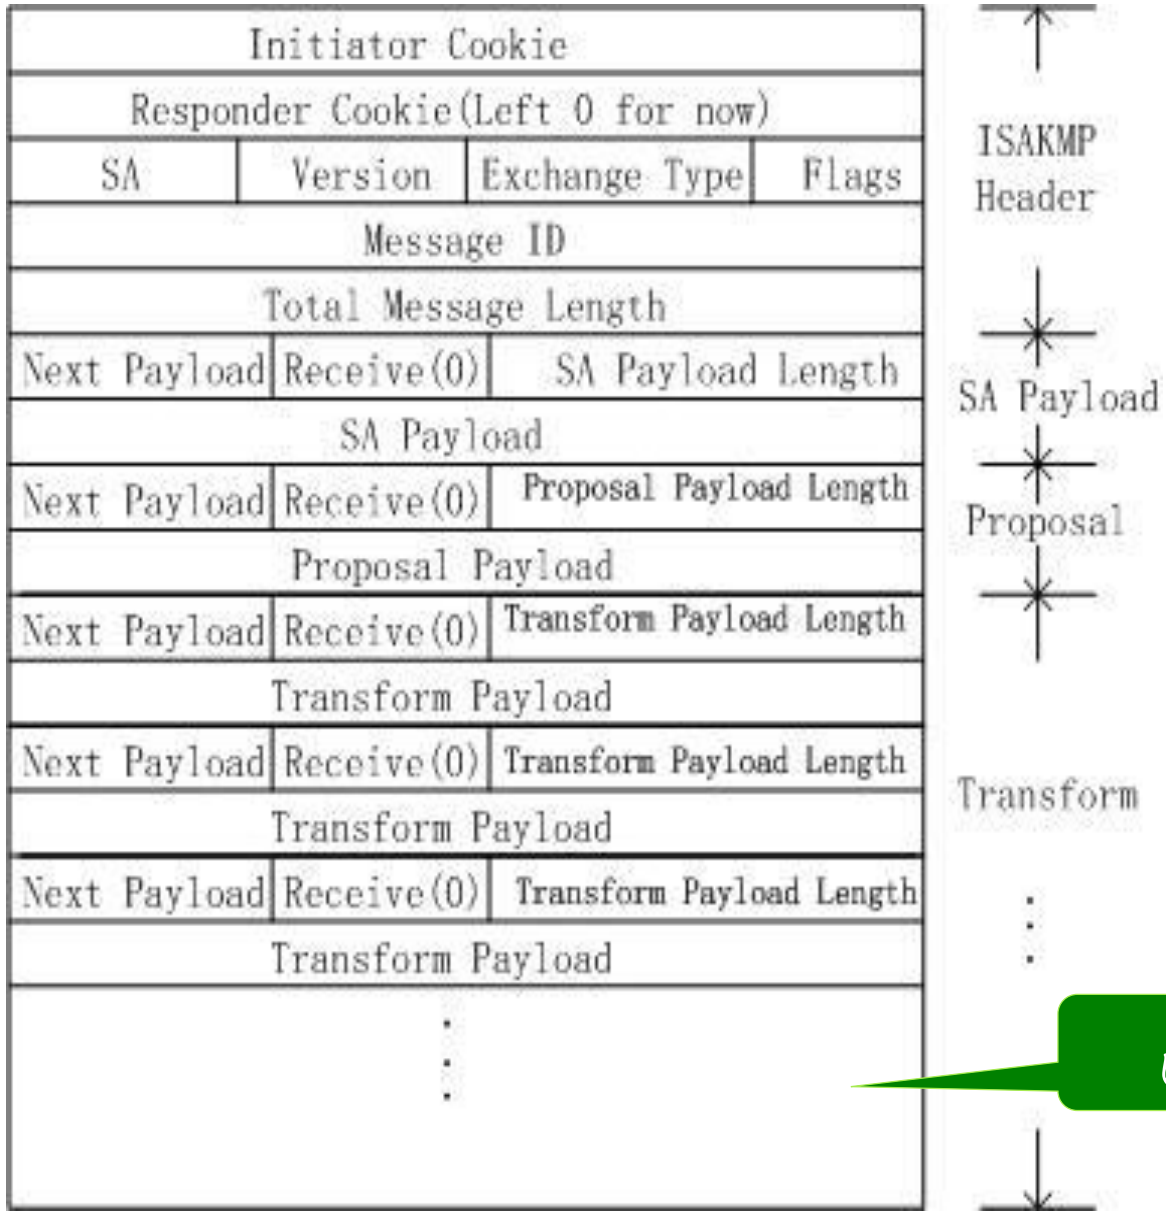 Initiator Cookie
Responder Cookie(Left 0 for now)
SA Version Exchange Type Flags
Message ID
Total Message Length
Next Payload Receive(0) SA Payload Length
SA Payload
Next Payload Receive(0) Proposal Payload Length
Proposal Payload
Next Payload Receive(0) Transform Payload Length
Transform Payload
Next Payload Receive(0) Transform Payload Length
Transform Payload
Next Payload Receive(0) Transform Payload Length
Transform Payload
ISAKMP
Header
SA Payload
Proposal
Transform